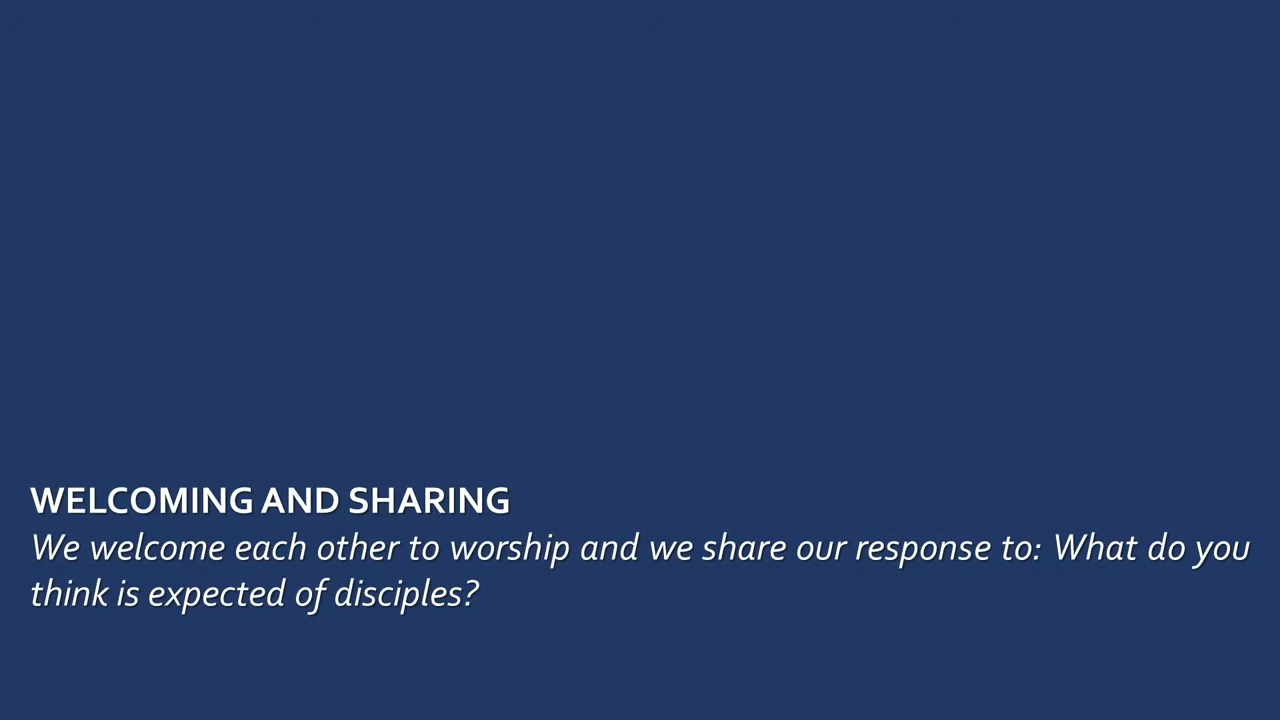 WELCOMING AND SHARING
We welcome each other to worship and we share our response to: What do you
think is expected of disciples?